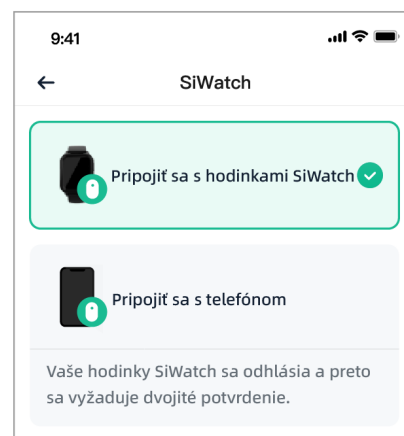 9:41
SiWatch
Pripojiť sa s hodinkami SiWatch
Pripojiť sa s telefónom
Vaše hodinky SiWatch sa odhlásia a preto
sa vyžaduje dvojité potvrdenie.